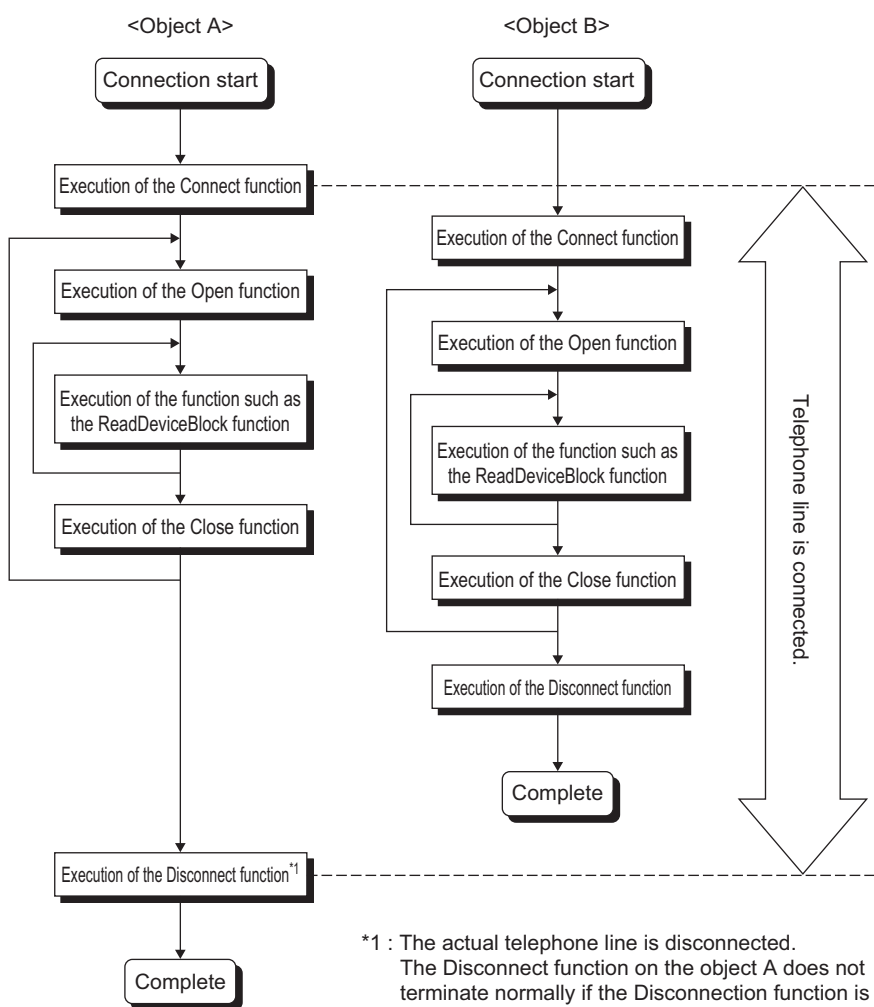 <Object A>
Connection start
Execution of the Connect function
Execution of the Open function
Execution of the function such as
the ReadDeviceBlock function
Execution of the Close function
Execution of the Disconnect function*1
Complete
<Object B>
Connection start
Execution of the Connect function
Execution of the Open function
Execution of the function such as
the ReadDeviceBlock function
Execution of the Close function
Execution of the Disconnect function
Complete
Telephone line is connected.
*1 : The actual telephone line is disconnected.
The Disconnect function on the object A does not
terminate normally if the Disconnection function is